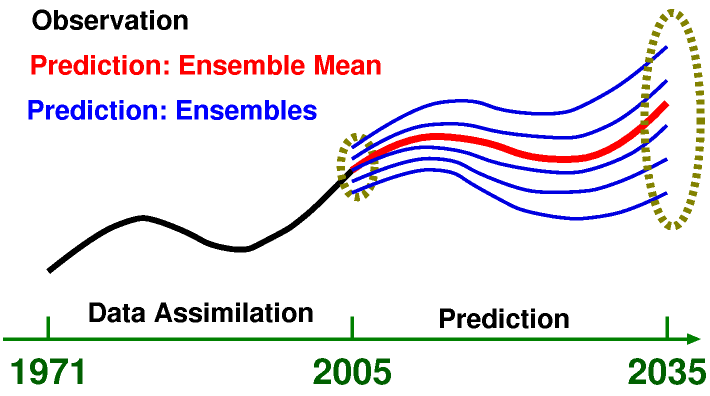 Observation
Prediction: Ensemble Mean
Prediction: Ensembles
Data Assimilation
Prediction
1971
2005
2035